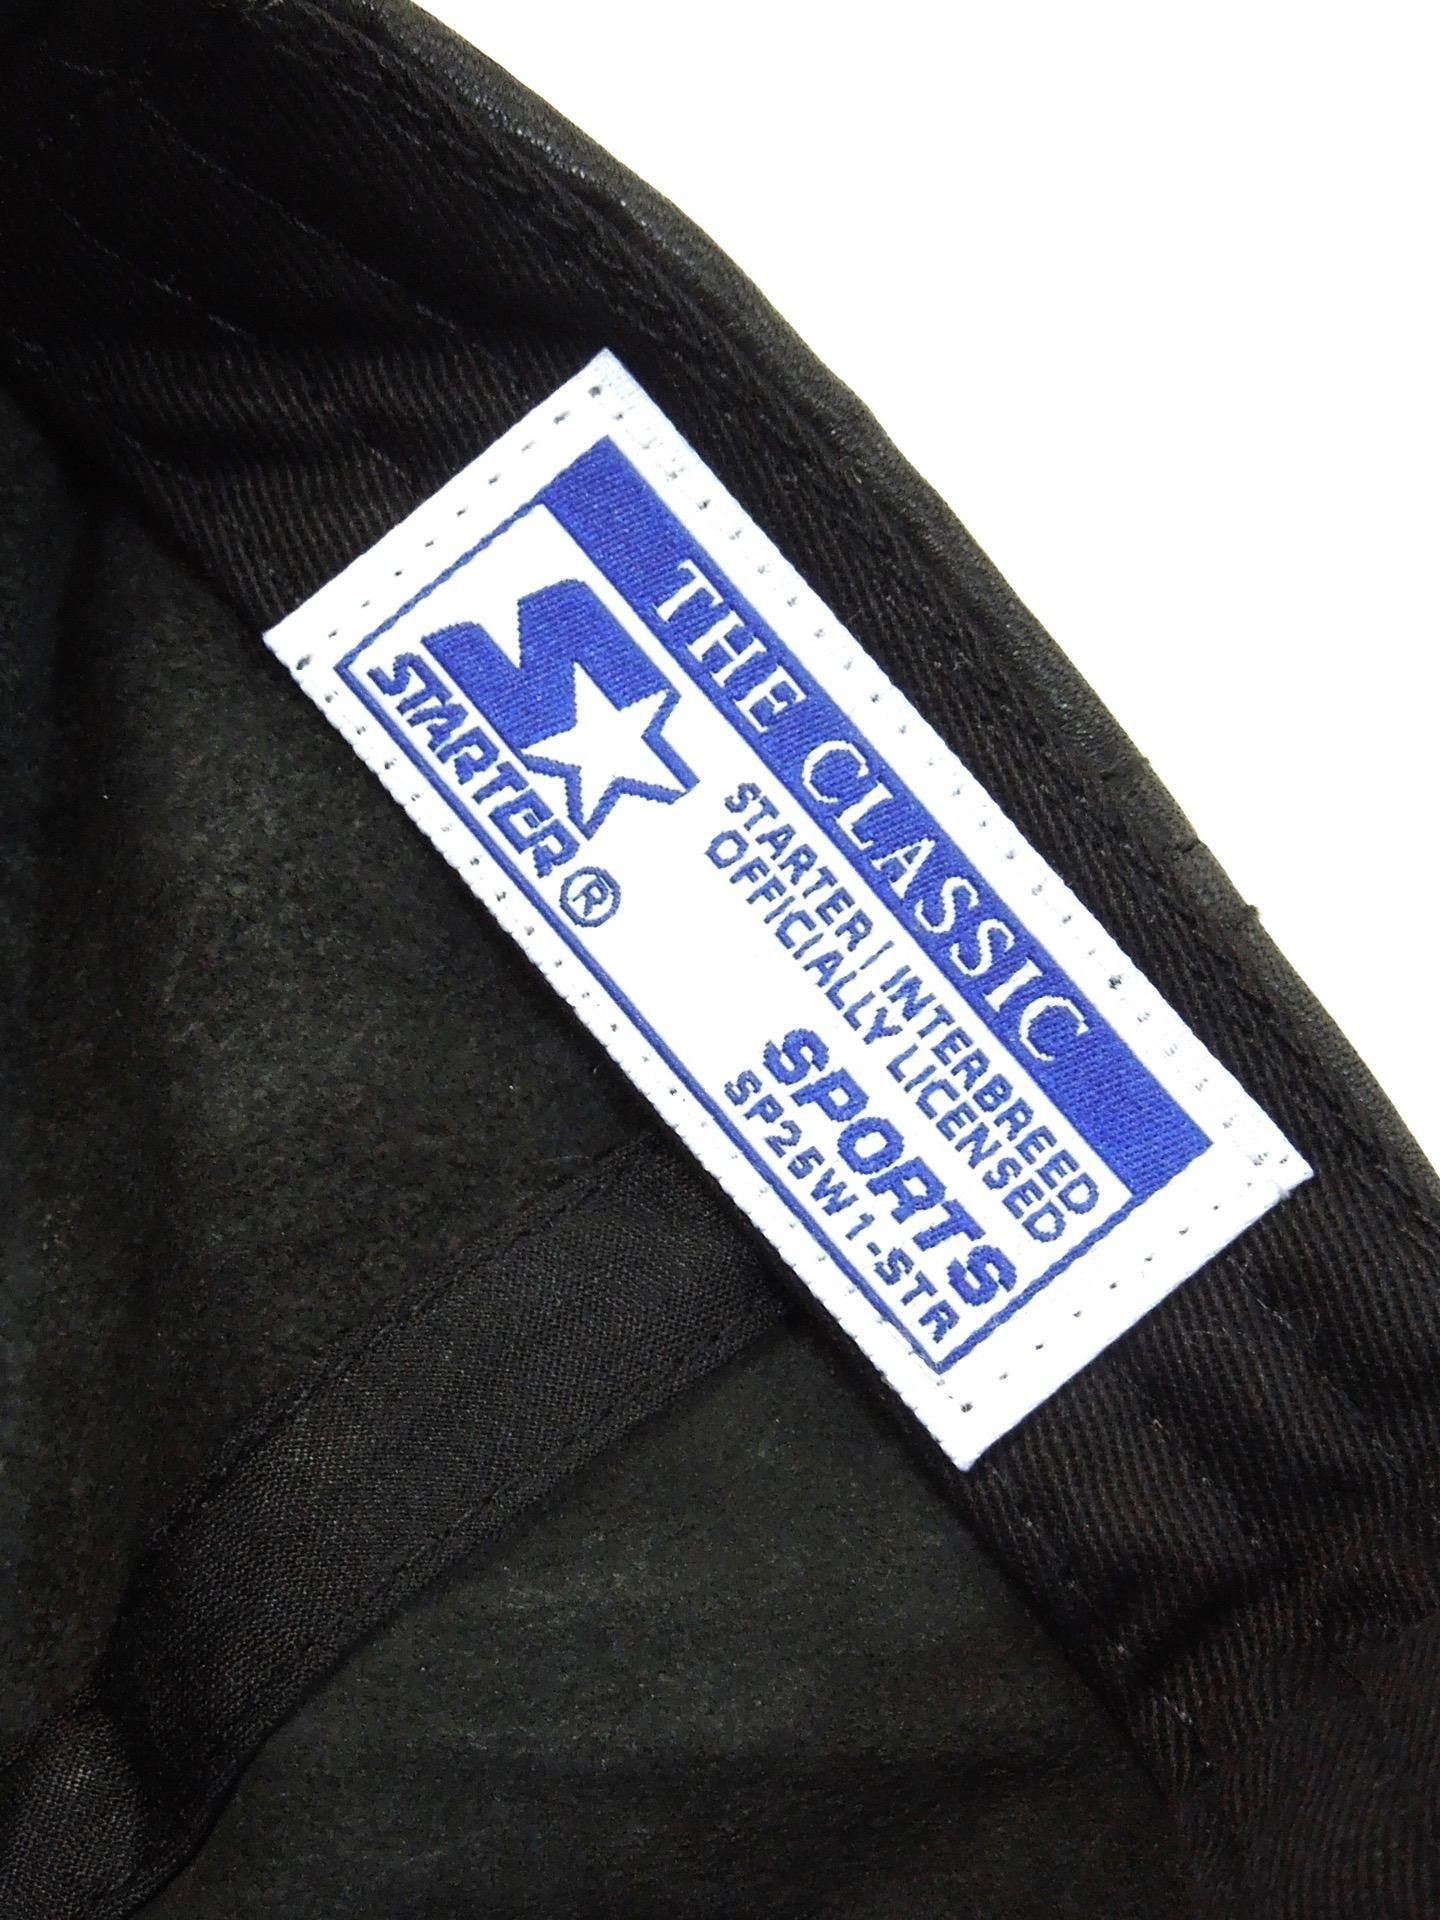 THE CLASSIC
STARTER®
STARTER | INTERBREED
OFFICIALLY LICENSED
SPORTS
SP25W1-STR